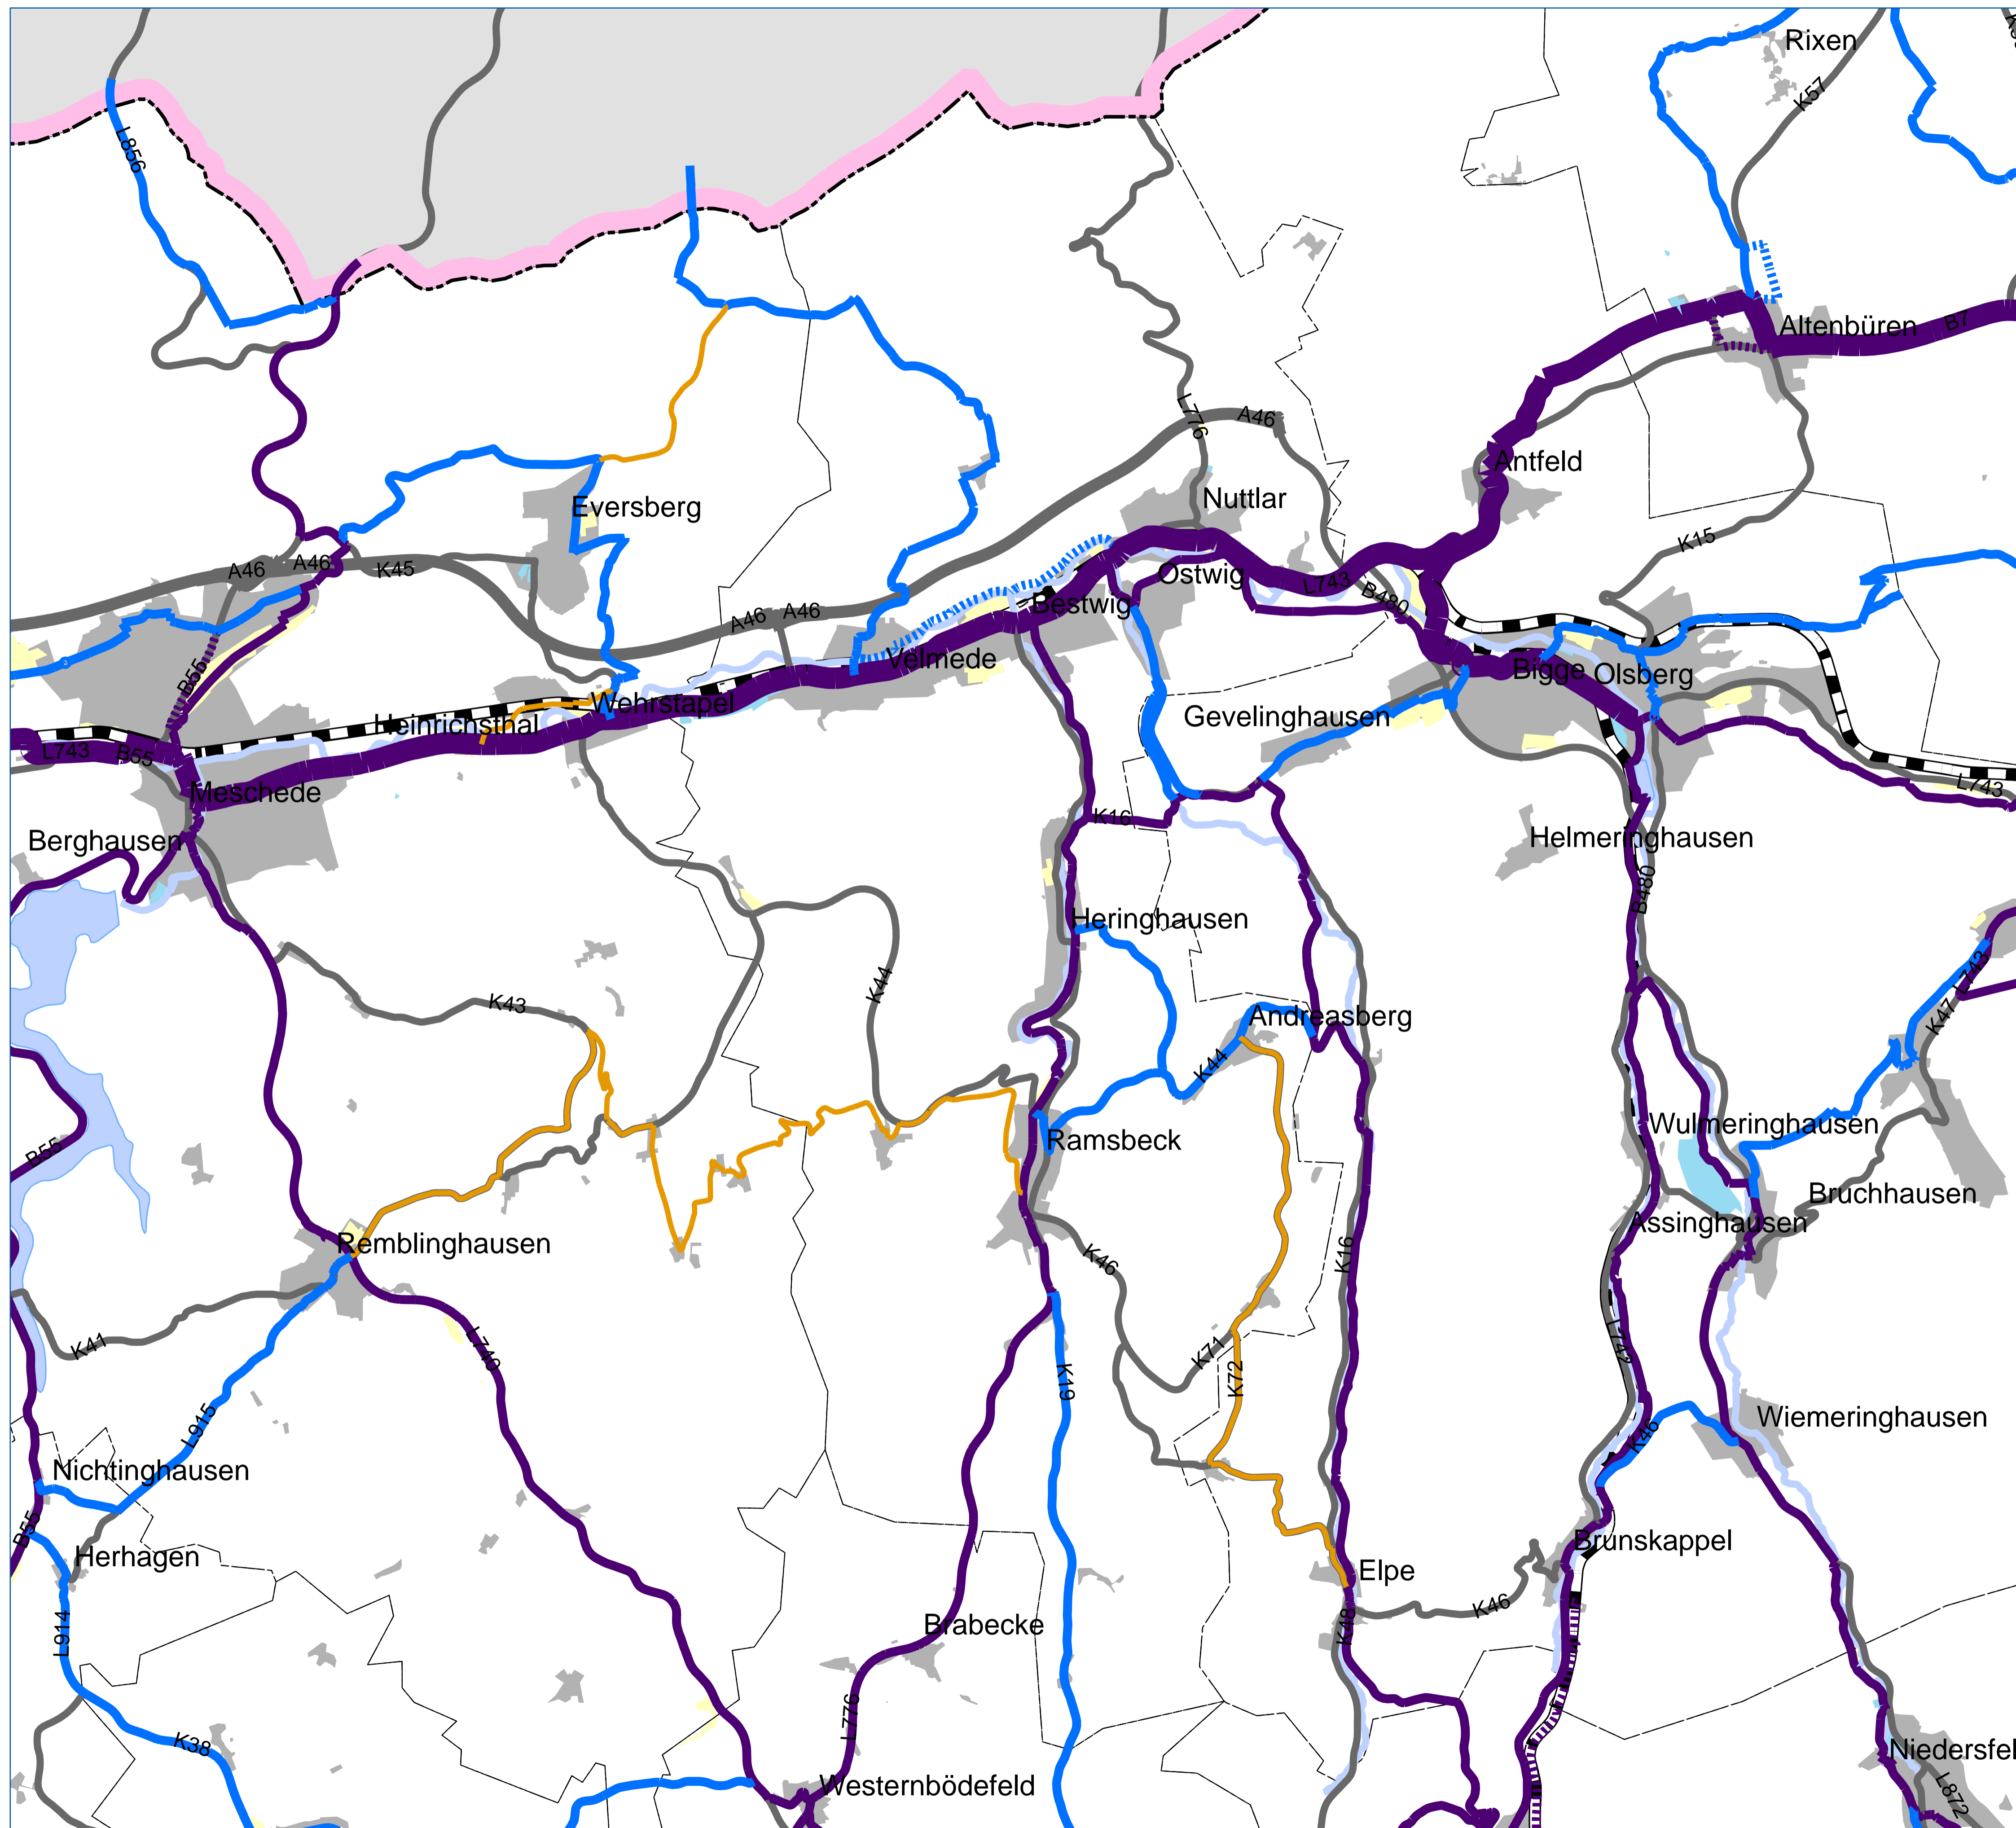 Rixen
K57
L856
Altenbüren
B7
L776
A46
Antfeld
Nuttlar
Eversberg
K15
A46
A46
K45
Ostwig
L743
B480
Bestwig
A46
A46
Velmede
B55
Bigge
Olsberg
Wehrstapel
Gevelinghausen
Heinrichsthal
L743
B55
Meschede
L743
K16
Berghausen
Helmeringhausen
B480
Heringhausen
K44
L743
K43
Andreasberg
K47
K44
Wulmeringhausen
Ramsbeck
B55
Bruchhausen
Assinghausen
Remblinghausen
K46
K16
K41
L740
L742
K71
K72
K19
L915
Wiemeringhausen
K46
Nichtinghausen
B55
Brunskappel
Herhagen
Elpe
K46
L914
Brabecke
K48
L776
K38
Niedersfel
Westernbödefeld
L872